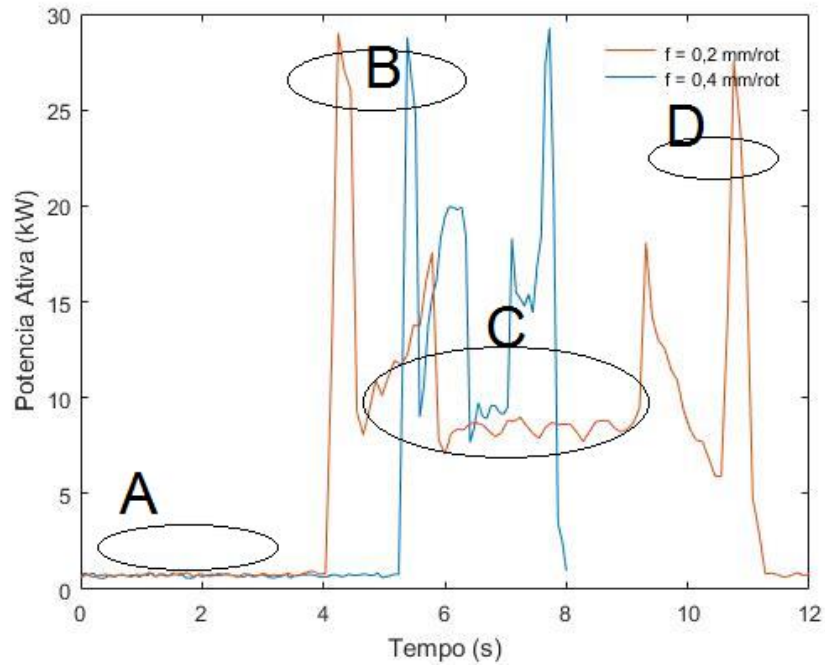 30
25
20
15
10
5
0
0
2
4
6
8
10
12
Potencia Ativa (kW)
Tempo (s)
f = 0,2 mm/rot
f = 0,4 mm/rot
A
B
C
D